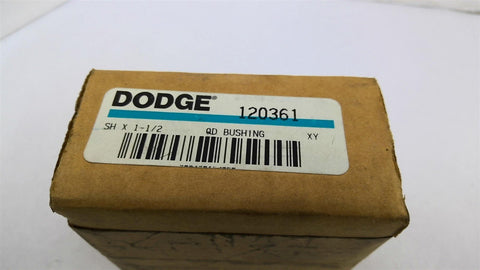 DODGE® 120361
SH X 1-1/2 QD BUSHING XY